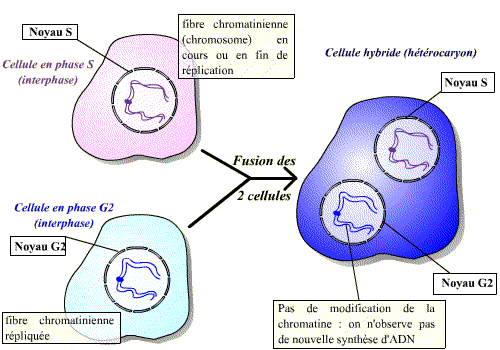 Noyau S
fibre chromatinienne
(chromosome) en
cours ou en fin de
réplication
Cellule en phase S
(interphase)
Cellule hybride (hétérocaryon)
Noyau S
Fusion des
2 cellules
Cellule en phase G2
(interphase)
Noyau G2
fibre chromatinienne
répliquée
Noyau G2
Pas de modification de la
chromatine : on n'observe pas
de nouvelle synthèse d'ADN